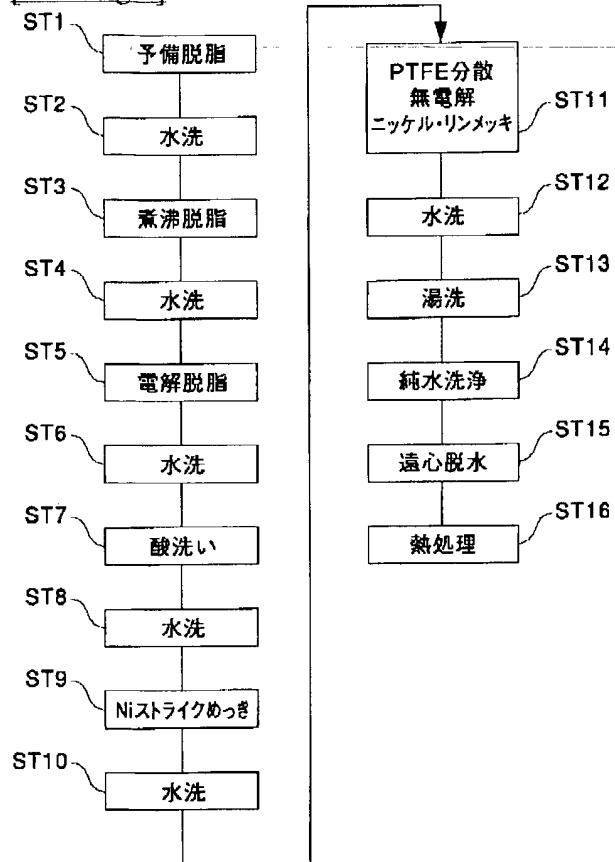 ST1
予備脱脂
ST2
水洗
ST3
煮沸脱脂
ST4
水洗
ST5
電解脱脂
ST6
水洗
ST7
酸洗い
ST8
水洗
ST9
Niストライクめっき
ST10
水洗
PTFE分散
無電解
ニッケル・リンメッキ
ST11
水洗
ST12
湯洗
ST13
純水洗浄
ST14
遠心脱水
ST15
熱処理
ST16